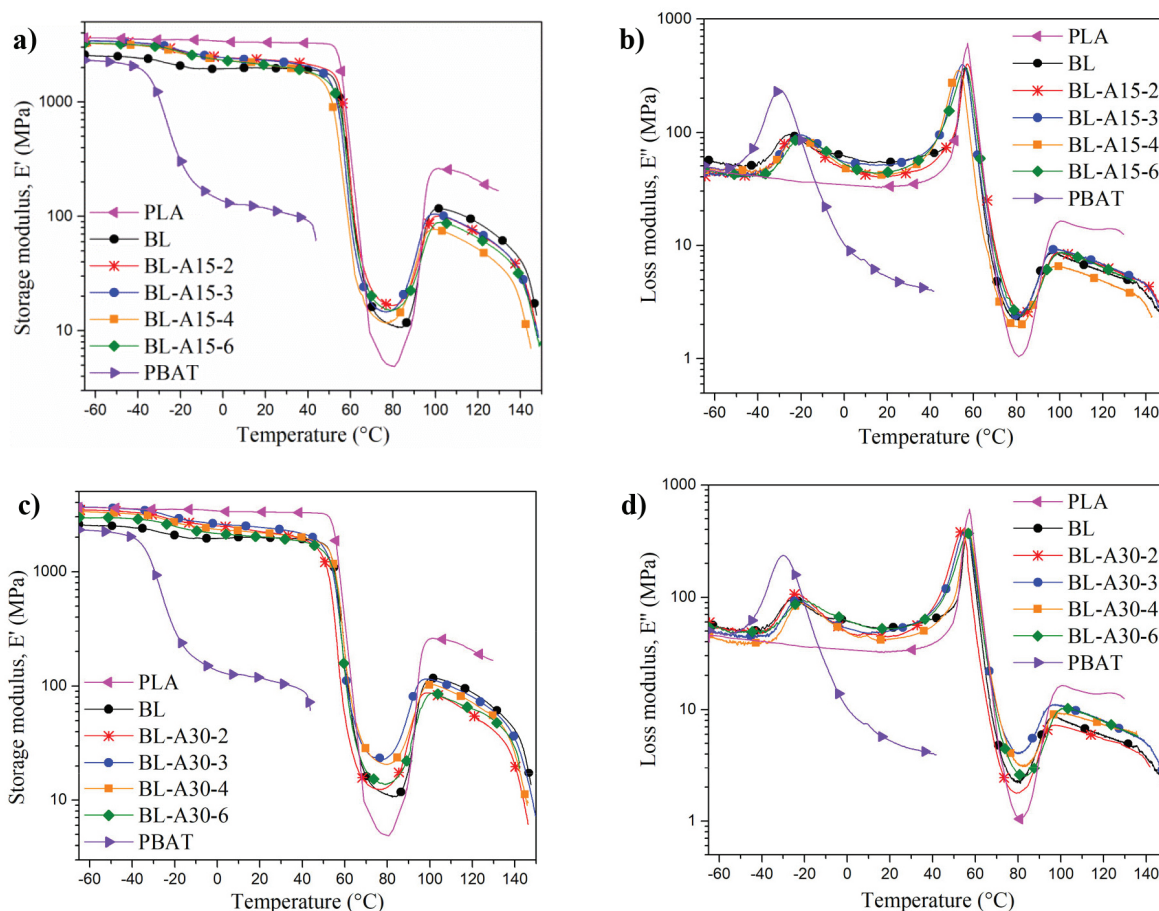 a)
Storage modulus, E' (MPa)
1000
100
10
PLA
BL
BL-A15-2
BL-A15-3
BL-A15-4
BL-A15-6
PBAT
-60 -40 -20 0 20 40 60 80 100 120 140
Temperature (°C)
b)
Loss modulus, E'' (MPa)
1000
100
10
1
PLA
BL
BL-A15-2
BL-A15-3
BL-A15-4
BL-A15-6
PBAT
-60 -40 -20 0 20 40 60 80 100 120 140
Temperature (°C)
c)
Storage modulus, E' (MPa)
1000
100
10
PLA
BL
BL-A30-2
BL-A30-3
BL-A30-4
BL-A30-6
PBAT
-60 -40 -20 0 20 40 60 80 100 120 140
Temperature (°C)
d)
Loss modulus, E'' (MPa)
1000
100
10
1
PLA
BL
BL-A30-2
BL-A30-3
BL-A30-4
BL-A30-6
PBAT
-60 -40 -20 0 20 40 60 80 100 120 140
Temperature (°C)